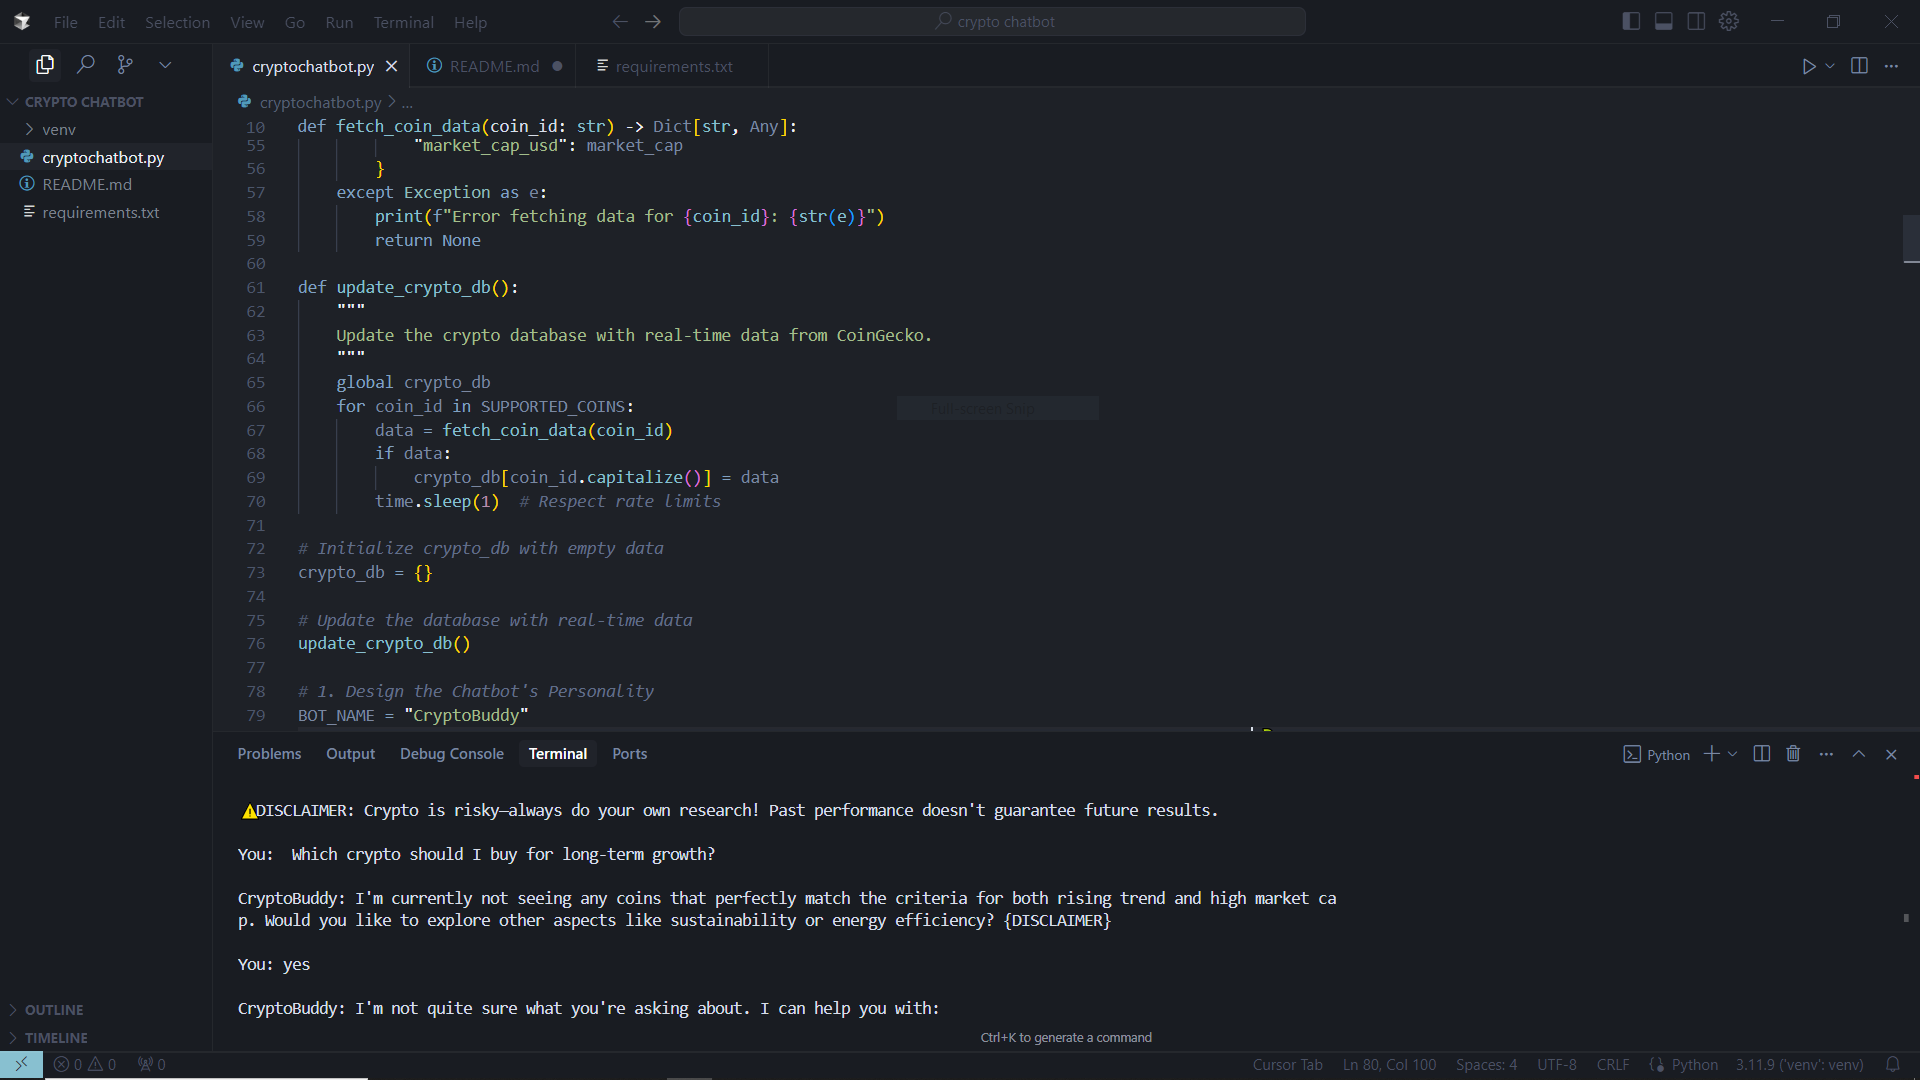 File Edit Selection View Go Run Terminal Help
crypto chatbot
cryptochatbot.py
README.md
requirements.txt
CRYPTO CHATBOT
venv
cryptochatbot.py
README.md
requirements.txt
OUTLINE
TIMELINE
cryptochatbot.py > ...
10 def fetch_coin_data(coin_id: str) -> Dict[str, Any]:
55 "market_cap_usd": market_cap
56 }
57 except Exception as e:
58 print(f"Error fetching data for {coin_id}: {str(e)}")
59 return None
60
61 def update_crypto_db():
62 """
63 Update the crypto database with real-time data from CoinGecko.
64 """
65 global crypto_db
66 for coin_id in SUPPORTED_COINS:
67 data = fetch_coin_data(coin_id)
68 if data:
69 crypto_db[coin_id.capitalize()] = data
70 time.sleep(1) # Respect rate limits
71
72 # Initialize crypto_db with empty data
73 crypto_db = {}
74
75 # Update the database with real-time data
76 update_crypto_db()
77
78 # 1. Design the Chatbot's Personality
79 BOT_NAME = "CryptoBuddy"
Full-screen Snip
Problems Output Debug Console Terminal Ports
Python
⚠DISCLAIMER: Crypto is risky—always do your own research! Past performance doesn't guarantee future results.
You:  Which crypto should I buy for long-term growth?
CryptoBuddy: I'm currently not seeing any coins that perfectly match the criteria for both rising trend and high market ca
p. Would you like to explore other aspects like sustainability or energy efficiency? {DISCLAIMER}
You: yes
CryptoBuddy: I'm not quite sure what you're asking about. I can help you with:
Ctrl+K to generate a command
0 0 0
Cursor Tab Ln 80, Col 100 Spaces: 4 UTF-8 CRLF {} Python 3.11.9 ('venv': venv)